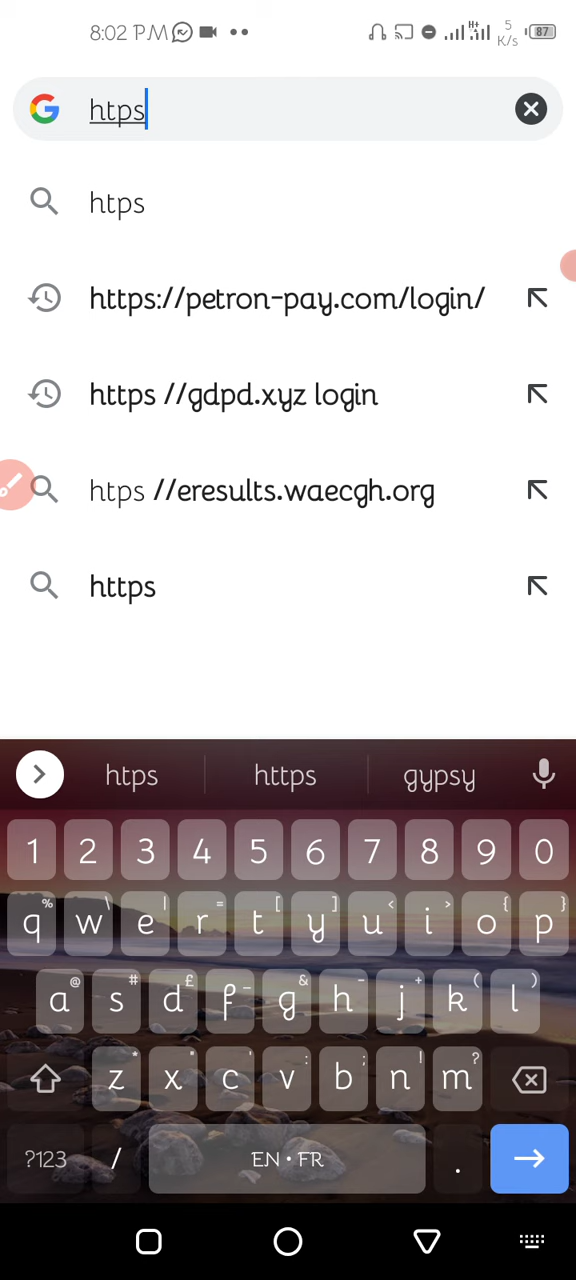 8:02 PM
H+
5
K/s
87
htps
htps
https://petron-pay.com/login/
https //gdpd.xyz login
htps //eresults.waecgh.org
https
htps https gypsy
1 2 3 4 5 6 7 8 9 0
% \ | = [ ] < > { }
q w e r t y u i o p
@ # £ _ & - + ( )
a s d f g h j k l
* " ' : ; ! ?
z x c v b n m
?123 / EN • FR .